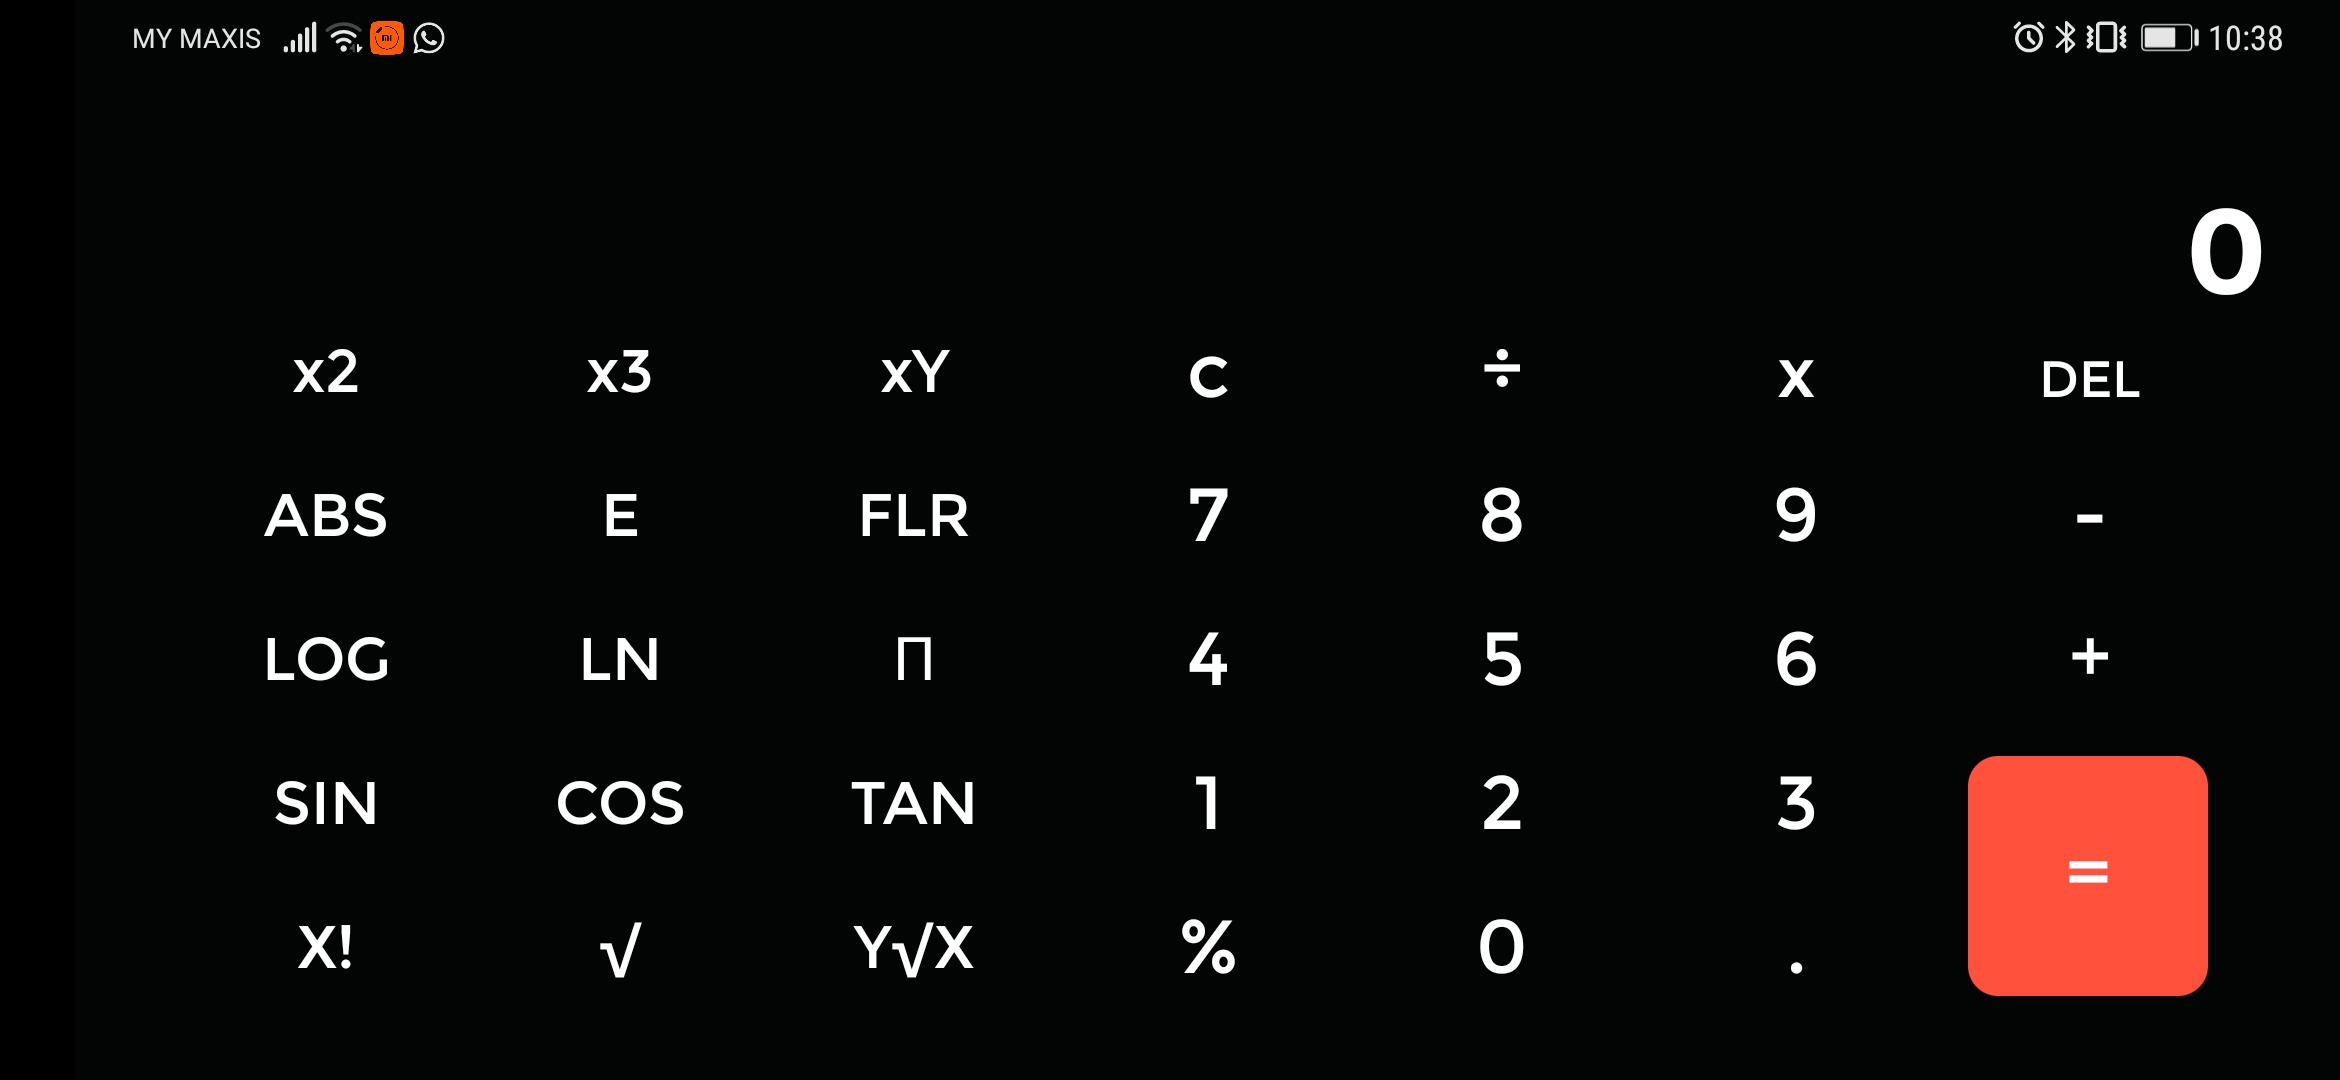 MY MAXIS 10:38
0
x2 x3 xY C ÷ x DEL
ABS E FLR 7 8 9 -
LOG LN Π 4 5 6 +
SIN COS TAN 1 2 3
=
X! √ Y√X % 0 .